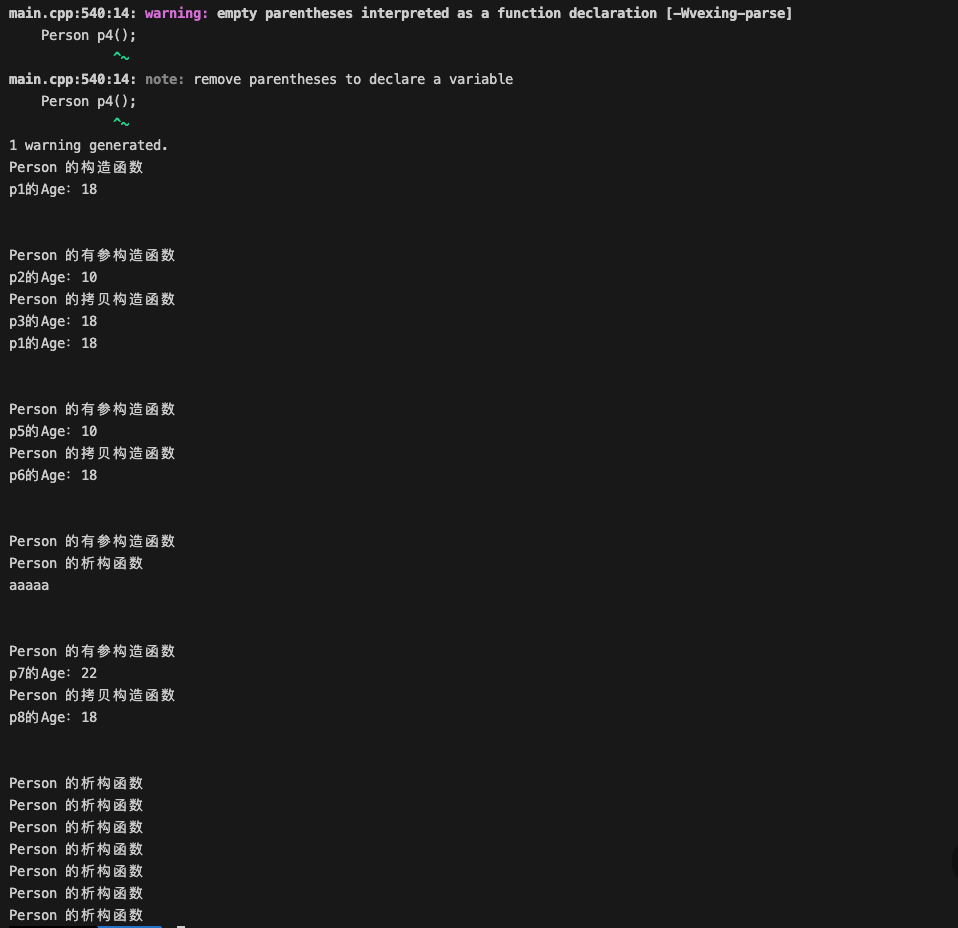 main.cpp:540:14: warning: empty parentheses interpreted as a function declaration [-Wvexing-parse]
    Person p4();
             ^~
main.cpp:540:14: note: remove parentheses to declare a variable
    Person p4();
             ^~
1 warning generated.
Person 的构造函数
p1的Age: 18
Person 的有参构造函数
p2的Age: 10
Person 的拷贝构造函数
p3的Age: 18
p1的Age: 18
Person 的有参构造函数
p5的Age: 10
Person 的拷贝构造函数
p6的Age: 18
Person 的有参构造函数
Person 的析构函数
aaaaa
Person 的有参构造函数
p7的Age: 22
Person 的拷贝构造函数
p8的Age: 18
Person 的析构函数
Person 的析构函数
Person 的析构函数
Person 的析构函数
Person 的析构函数
Person 的析构函数
Person 的析构函数